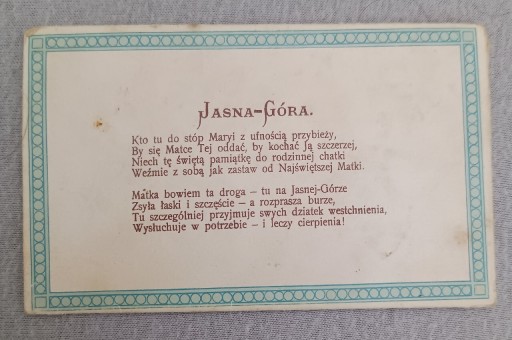 JASNA-GÓRA.
Kto tu do stóp Maryi z ufnością przybieży,
By się Matce Tej oddać, by kochać Ją szczerzej,
Niech tę świętą pamiątkę do rodzinnej chatki
Weźmie z sobą jak zastaw od Najświętszej Matki.
Matka bowiem ta droga – tu na Jasnej-Górze
Zsyła łaski i szczęście – a rozprasza burze,
Tu szczególniej przyjmuje swych dziatek westchnienia,
Wysłuchuje w potrzebie – i leczy cierpienia!